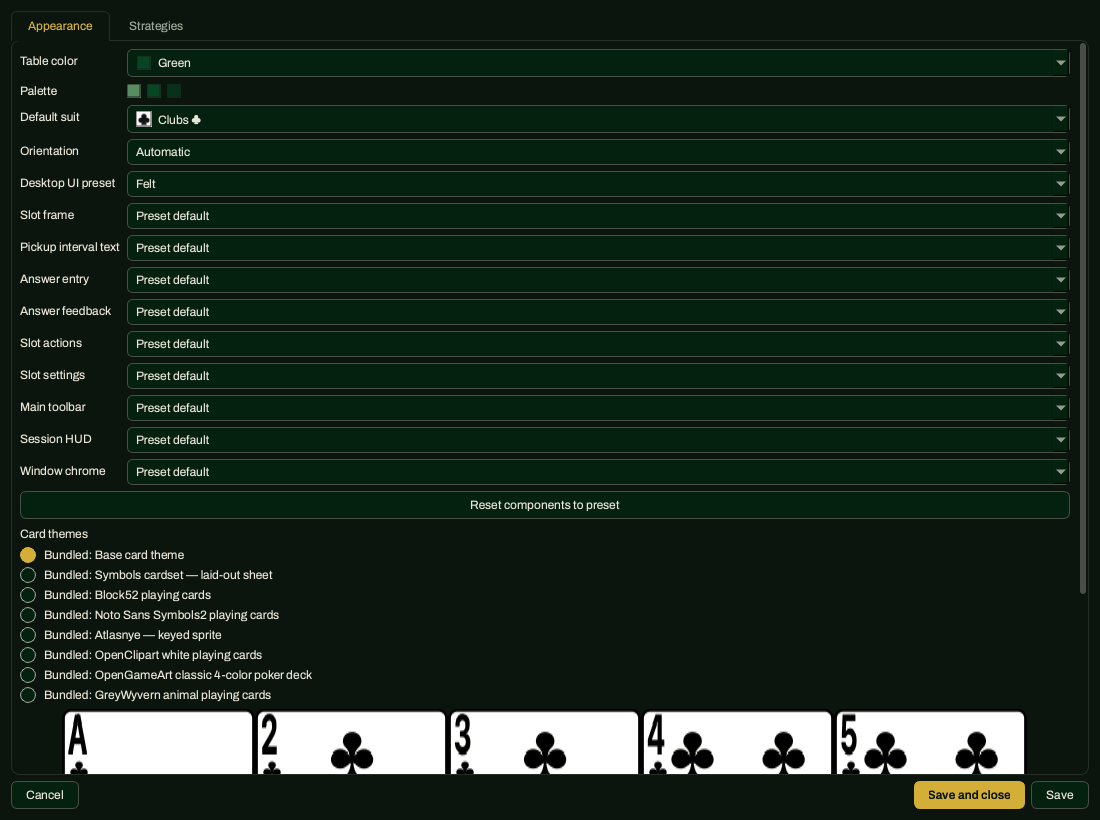 Appearance
Strategies
Table color
Green
Palette
Default suit
Clubs ♣
Orientation
Automatic
Desktop UI preset
Felt
Slot frame
Preset default
Pickup interval text
Preset default
Answer entry
Preset default
Answer feedback
Preset default
Slot actions
Preset default
Slot settings
Preset default
Main toolbar
Preset default
Session HUD
Preset default
Window chrome
Preset default
Reset components to preset
Card themes
Bundled: Base card theme
Bundled: Symbols cardset — laid-out sheet
Bundled: Block52 playing cards
Bundled: Noto Sans Symbols2 playing cards
Bundled: Atlasnye — keyed sprite
Bundled: OpenClipart white playing cards
Bundled: OpenGameArt classic 4-color poker deck
Bundled: GreyWyvern animal playing cards
A
2
3
4
5
Cancel
Save and close
Save